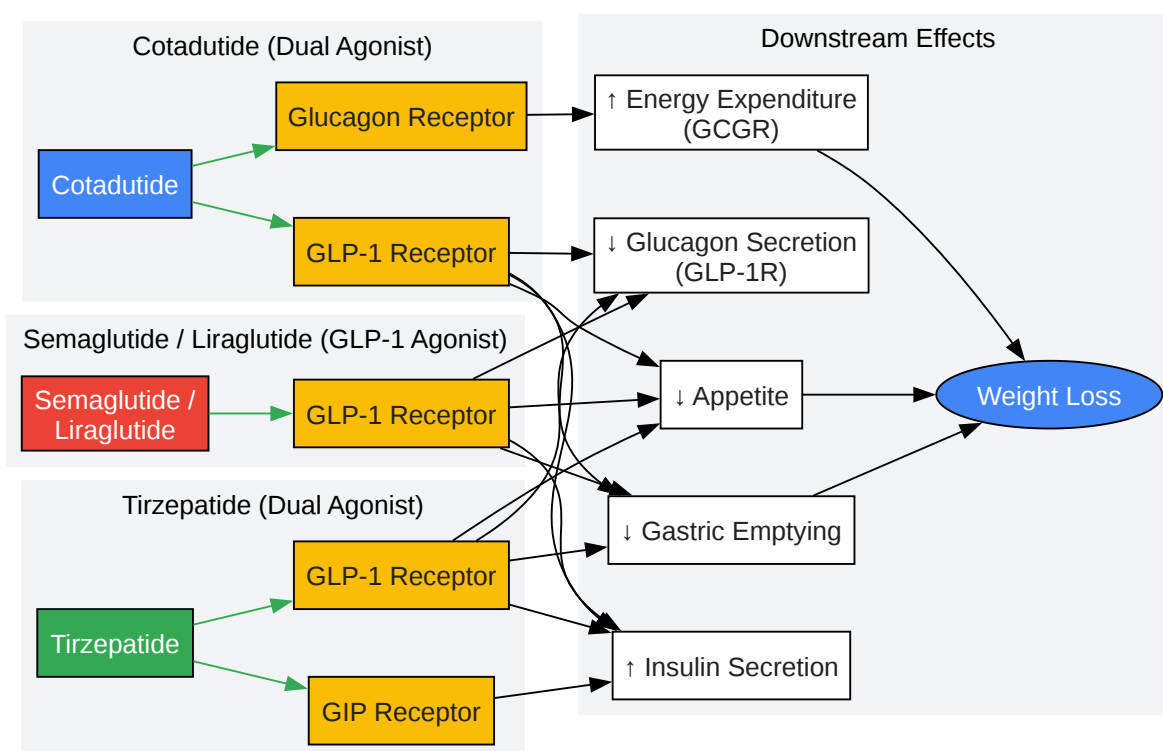 Cotadutide (Dual Agonist)
Cotadutide
Glucagon Receptor
GLP-1 Receptor
Semaglutide / Liraglutide (GLP-1 Agonist)
Semaglutide /
Liraglutide
GLP-1 Receptor
Tirzepatide (Dual Agonist)
Tirzepatide
GLP-1 Receptor
GIP Receptor
Downstream Effects
↑ Energy Expenditure
(GCGR)
↓ Glucagon Secretion
(GLP-1R)
↓ Appetite
↓ Gastric Emptying
↑ Insulin Secretion
Weight Loss